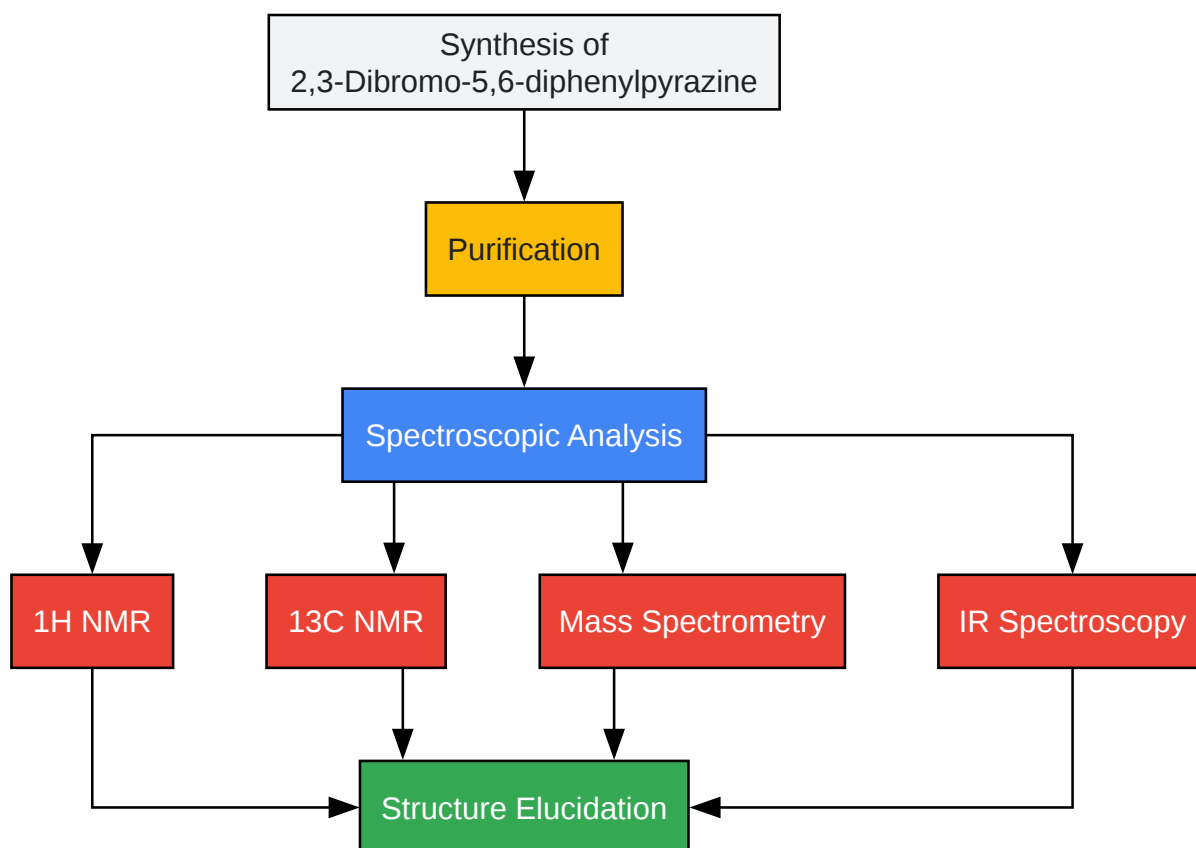 Synthesis of
2,3-Dibromo-5,6-diphenylpyrazine
Purification
Spectroscopic Analysis
1H NMR
13C NMR
Mass Spectrometry
IR Spectroscopy
Structure Elucidation